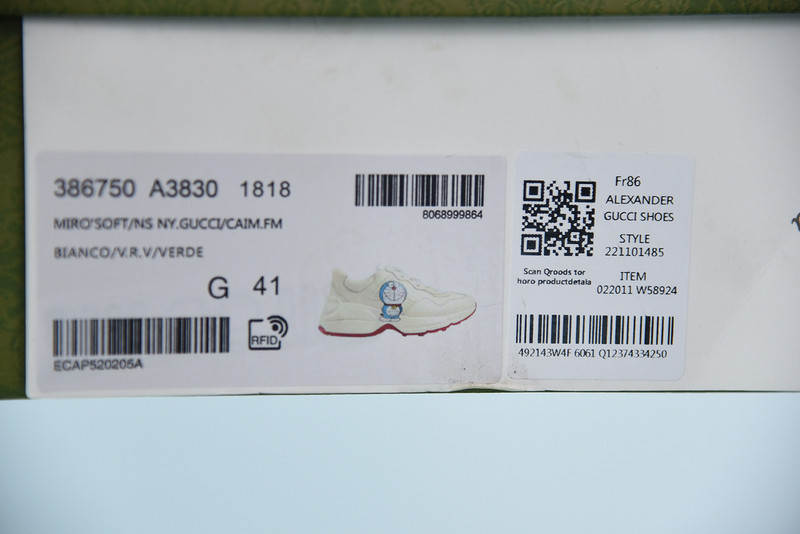 386750 A3830 1818
8068999864
MIRO'SOFT/NS NY.GUCCI/CAIM.FM
BIANCO/V.R.V/VERDE
G 41
RFID
ECAP520205A
Fr86
ALEXANDER
GUCCI SHOES
STYLE
221101485
Scan Qroods tor
horo productdetala
ITEM
022011 W58924
492143W4F 6061 Q12374334250